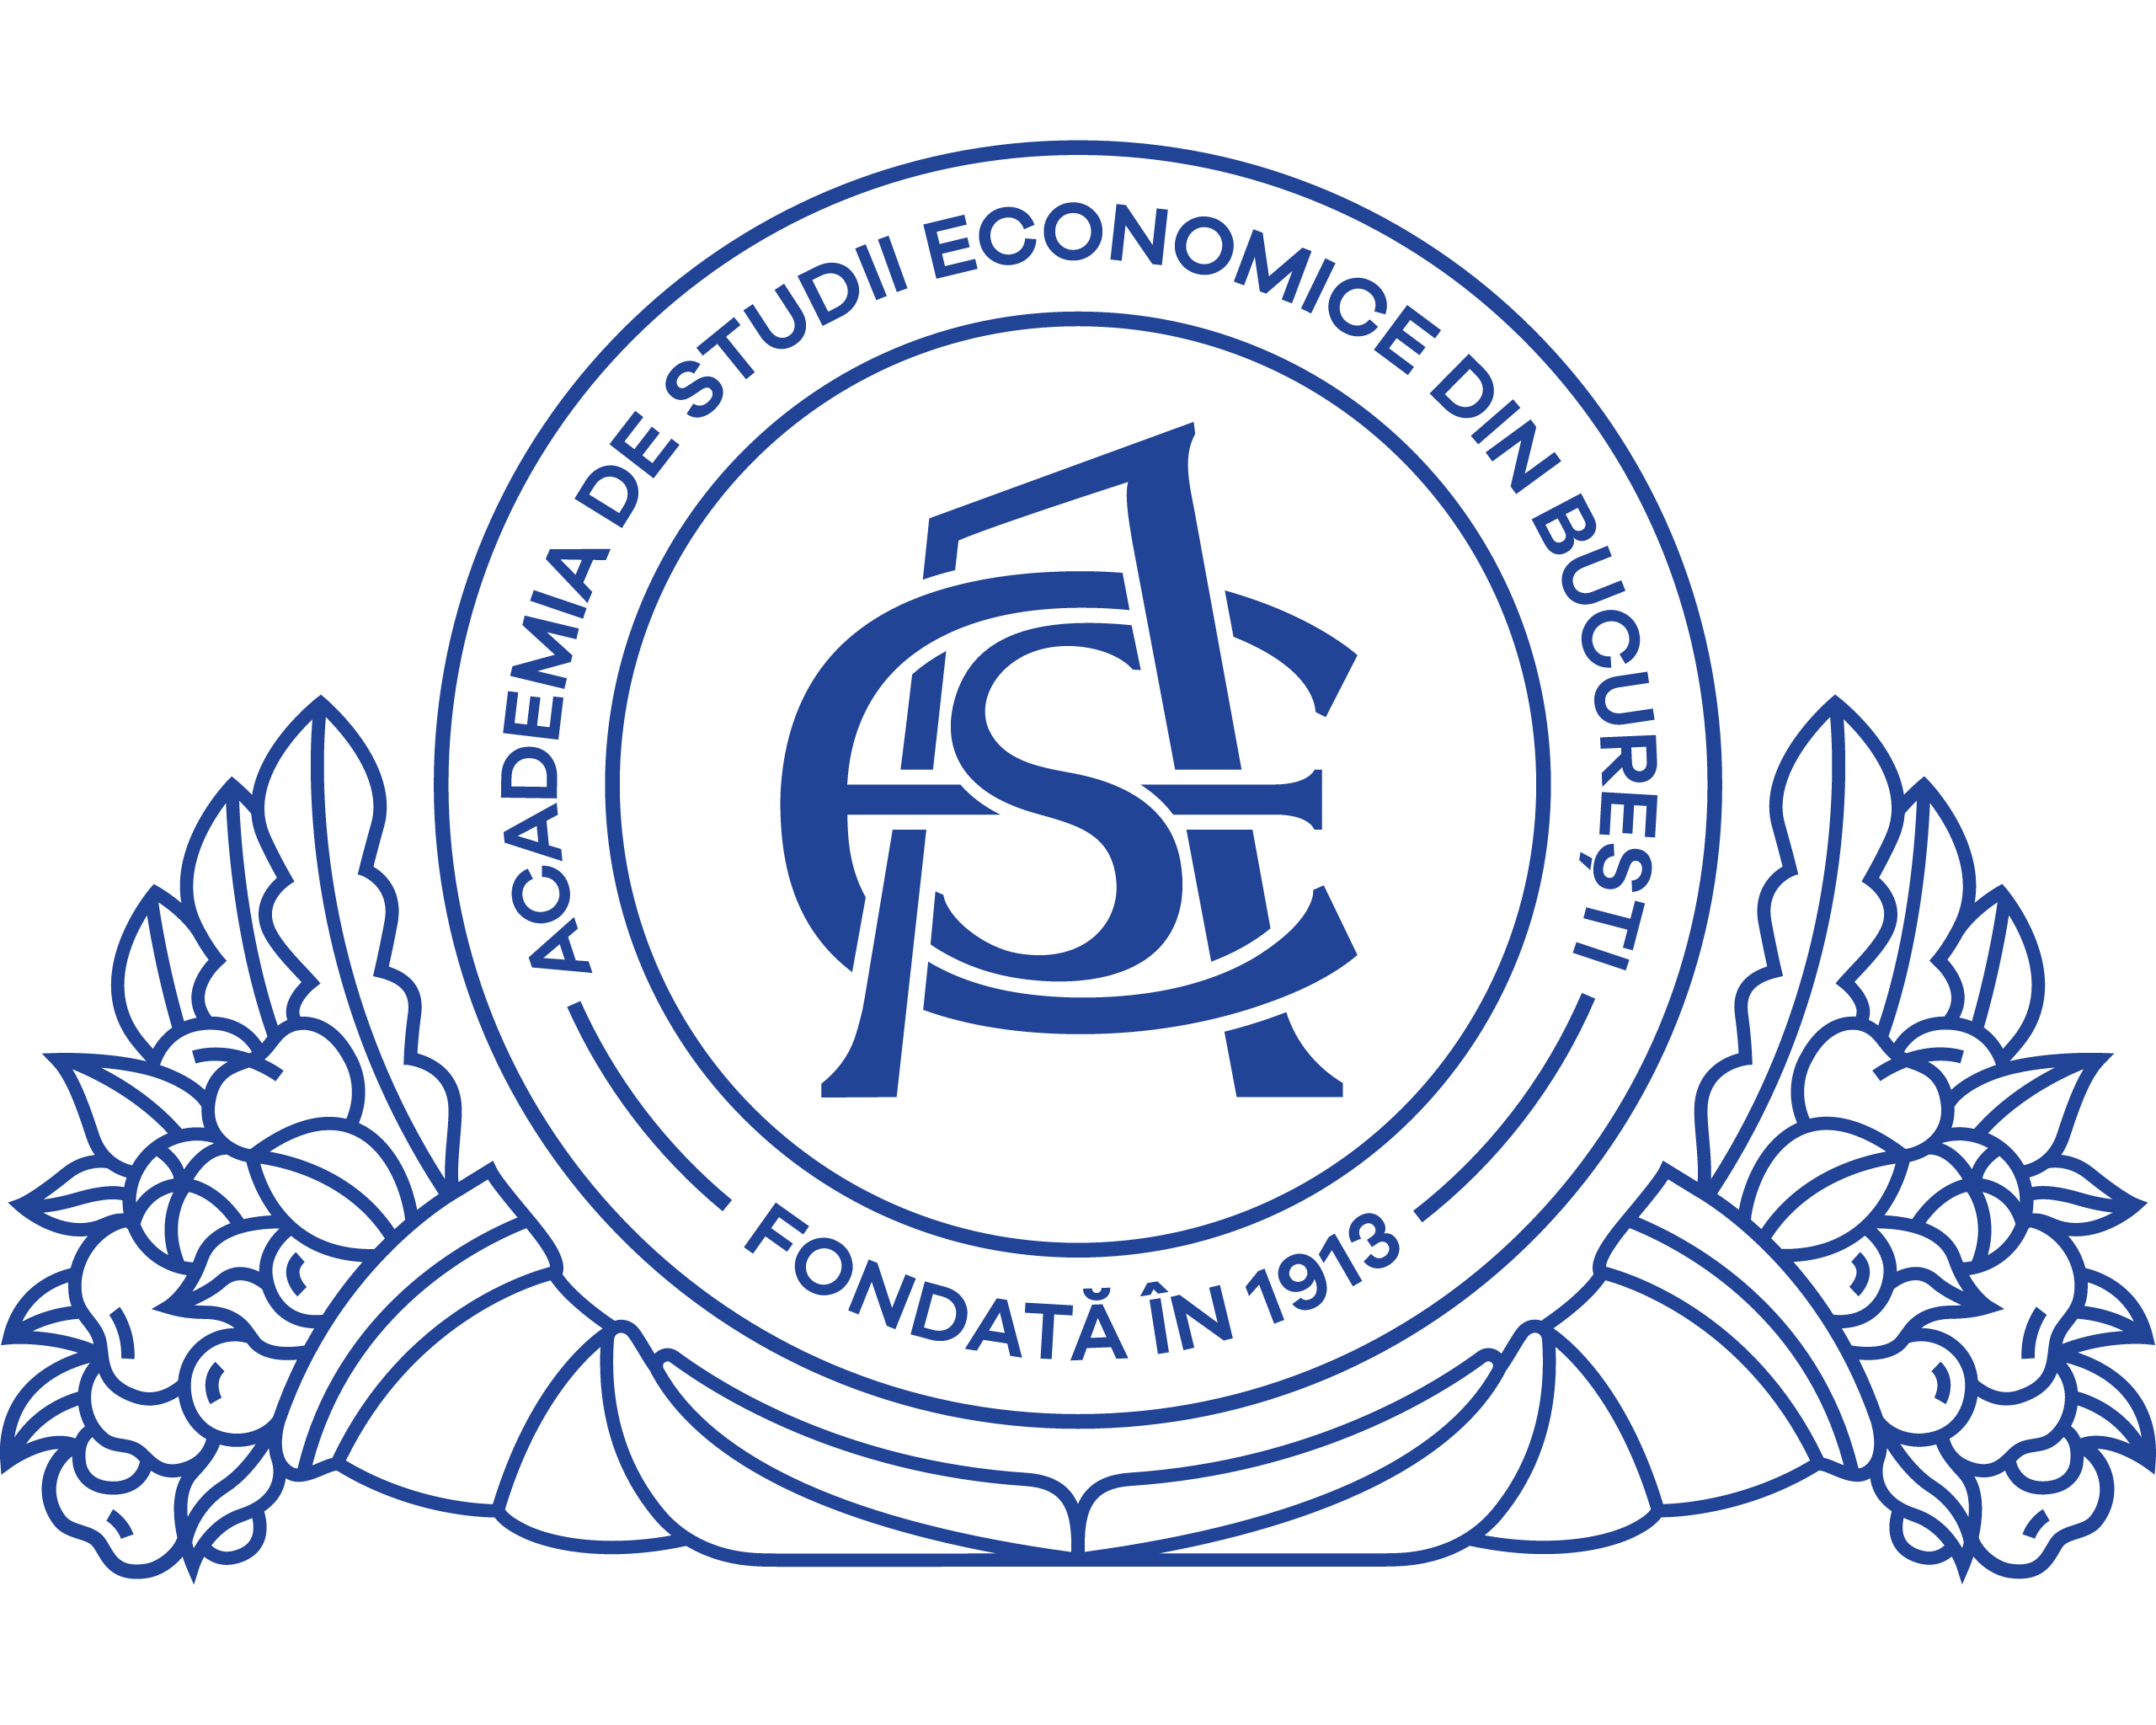 ACADEMIA DE STUDII ECONOMICE DIN BUCUREȘTI
ASE
FONDATĂ ÎN 1913